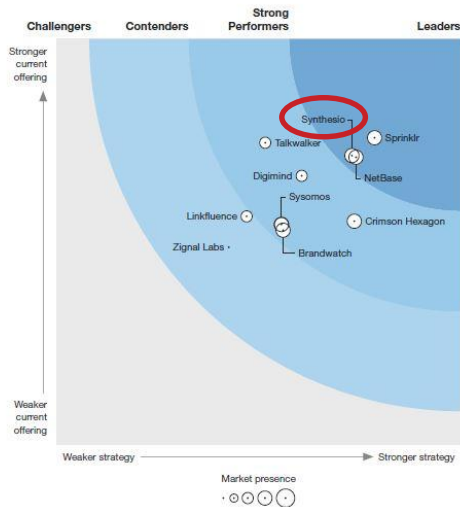 Challengers
Contenders
Strong
Performers
Leaders
Stronger
current
offering
Synthesio
Sprinklr
Talkwalker
NetBase
Digimind
Sysomos
Linkfluence
Crimson Hexagon
Zignal Labs
Brandwatch
Weaker
current
offering
Weaker strategy
Stronger strategy
Market presence